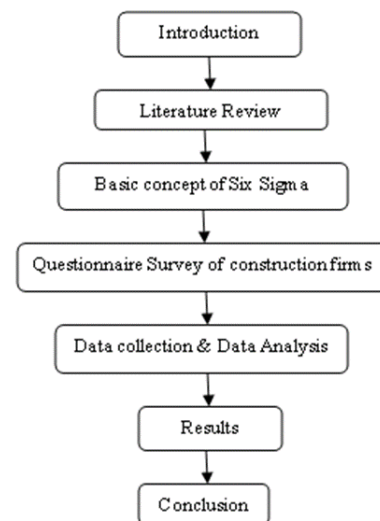 Introduction
Literature Review
Basic concept of Six Sigma
Questionnaire Survey of construction firms
Data collection & Data Analysis
Results
Conclusion